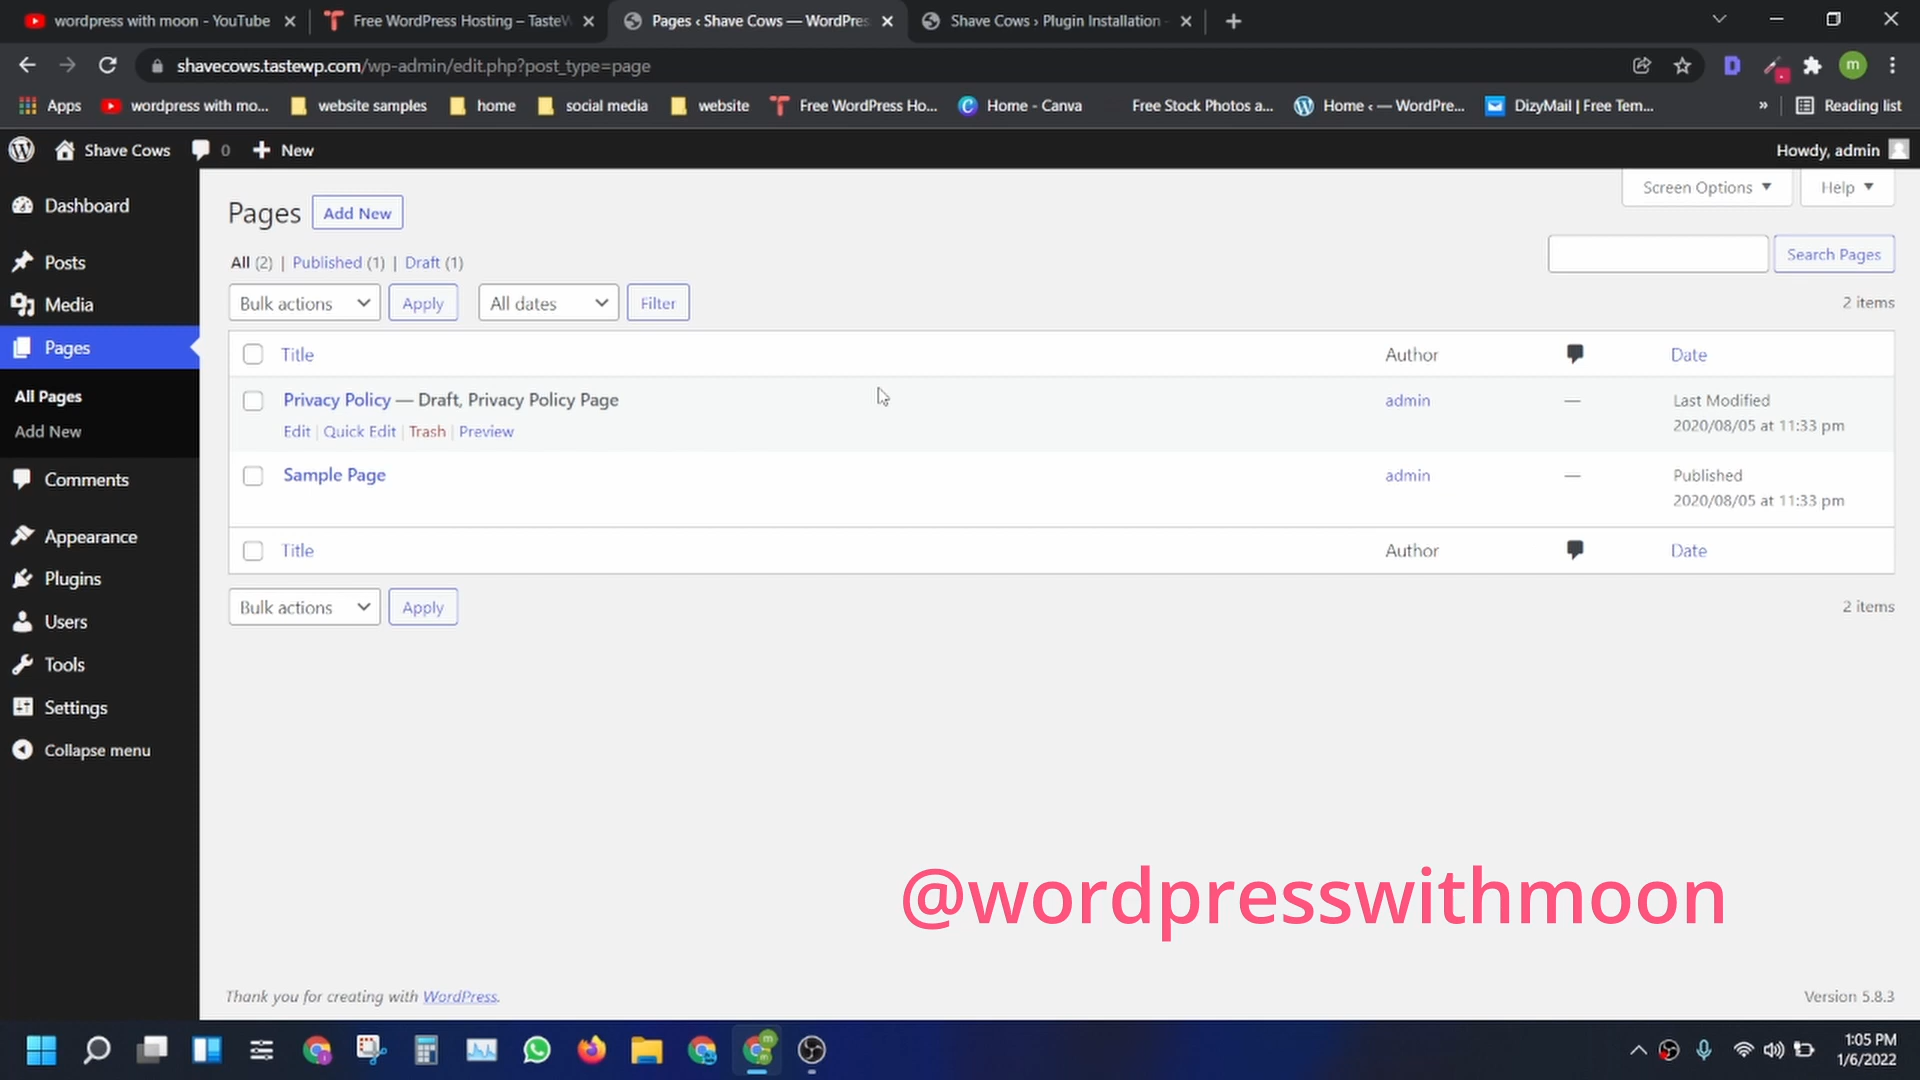 wordpress with moon - YouTube
Free WordPress Hosting – TasteW
Pages ‹ Shave Cows — WordPres
Shave Cows › Plugin Installation -
shavecows.tastewp.com/wp-admin/edit.php?post_type=page
m
Apps
wordpress with mo...
website samples
home
social media
website
Free WordPress Ho...
Home - Canva
Free Stock Photos a...
Home ‹ — WordPre...
DizyMail | Free Tem...
»
Reading list
Shave Cows
0
New
Howdy, admin
Dashboard
Posts
Media
Pages
All Pages
Add New
Comments
Appearance
Plugins
Users
Tools
Settings
Collapse menu
Screen Options
Help
Pages
Add New
All (2) | Published (1) | Draft (1)
Search Pages
Bulk actions
Apply
All dates
Filter
2 items
Title
Author
Date
Privacy Policy — Draft, Privacy Policy Page
admin
—
Last Modified
2020/08/05 at 11:33 pm
Edit | Quick Edit | Trash | Preview
Sample Page
admin
—
Published
2020/08/05 at 11:33 pm
Title
Author
Date
Bulk actions
Apply
2 items
@wordpresswithmoon
Thank you for creating with WordPress.
Version 5.8.3
1:05 PM
1/6/2022